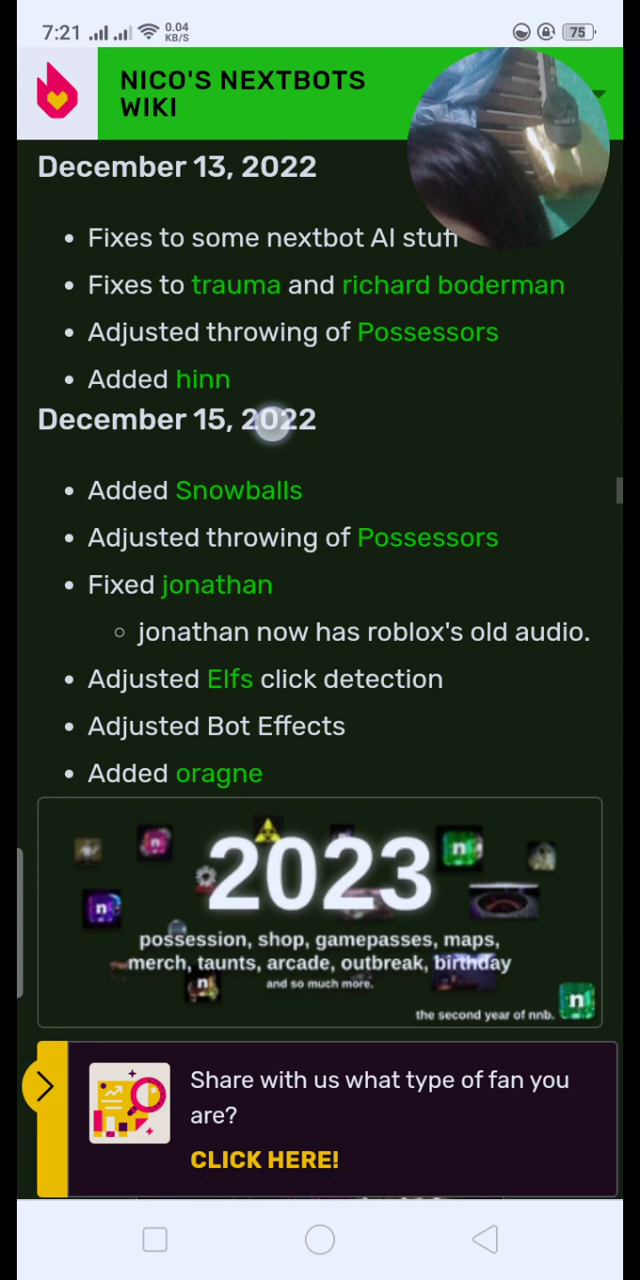 7:21 0.04 KB/S 75
NICO'S NEXTBOTS
WIKI
December 13, 2022
Fixes to some nextbot AI stuff
Fixes to trauma and richard boderman
Adjusted throwing of Possessors
Added hinn
December 15, 2022
Added Snowballs
Adjusted throwing of Possessors
Fixed jonathan
jonathan now has roblox's old audio.
Adjusted Elfs click detection
Adjusted Bot Effects
Added oragne
2023
possession, shop, gamepasses, maps,
merch, taunts, arcade, outbreak, birthday
and so much more.
the second year of nnb.
Share with us what type of fan you
are?
CLICK HERE!